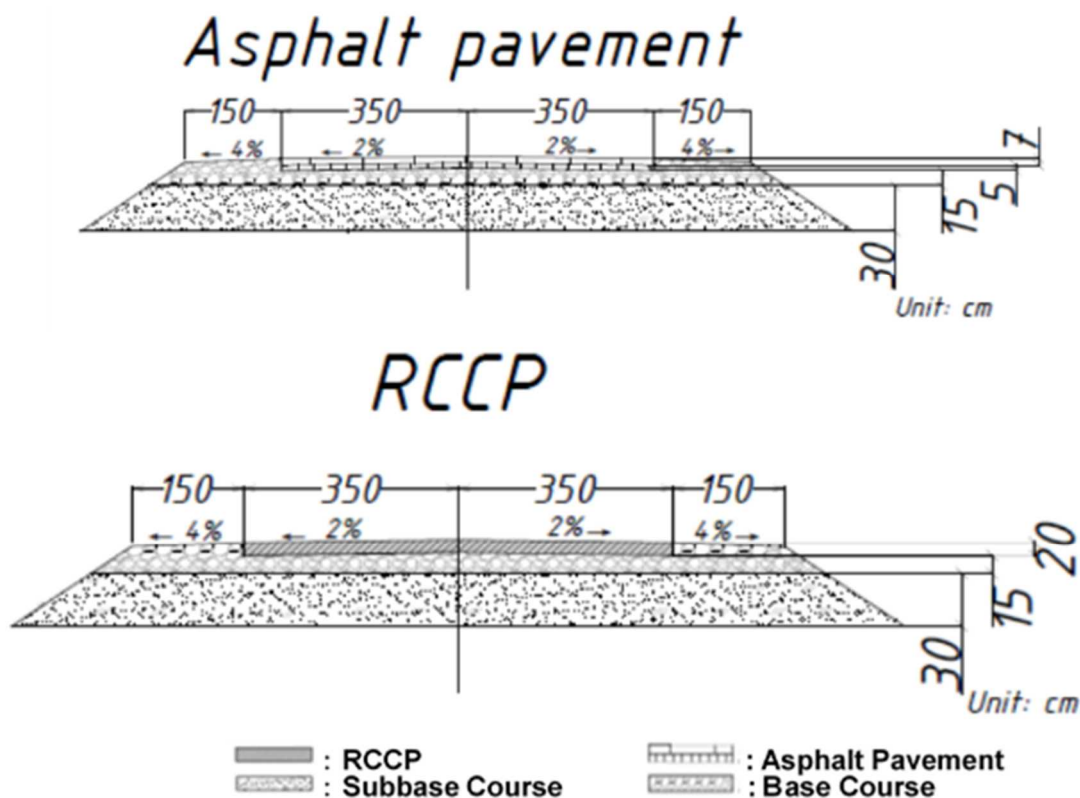 Asphalt pavement
150 350 350 150
← 4% ← 2% 2%→ 4%→
7
5
15
30
Unit: cm
RCCP
150 350 350 150
← 4% ← 2% 2%→ 4%→
20
15
30
Unit: cm
: RCCP : Asphalt Pavement
: Subbase Course : Base Course